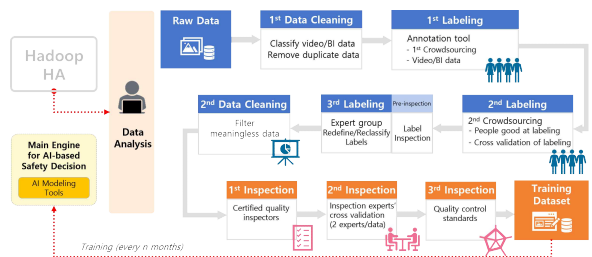 Raw Data
1st Data Cleaning
Classify video/BI data
Remove duplicate data
1st Labeling
Annotation tool
- 1st Crowdsourcing
- Video/BI data
Hadoop
HA
Data
Analysis
2nd Data Cleaning
Filter
meaningless data
3rd Labeling
Expert group
Redefine/Reclassify
Labels
Pre-inspection
Label
Inspection
2nd Labeling
2nd Crowdsourcing
- People good at labeling
- Cross validation of labeling
Main Engine
for AI-based
Safety Decision
AI Modeling
Tools
1st Inspection
Certified quality
inspectors
2nd Inspection
Inspection experts'
cross validation
(2 experts/data)
3rd Inspection
Quality control
standards
Training
Dataset
Training (every n months)